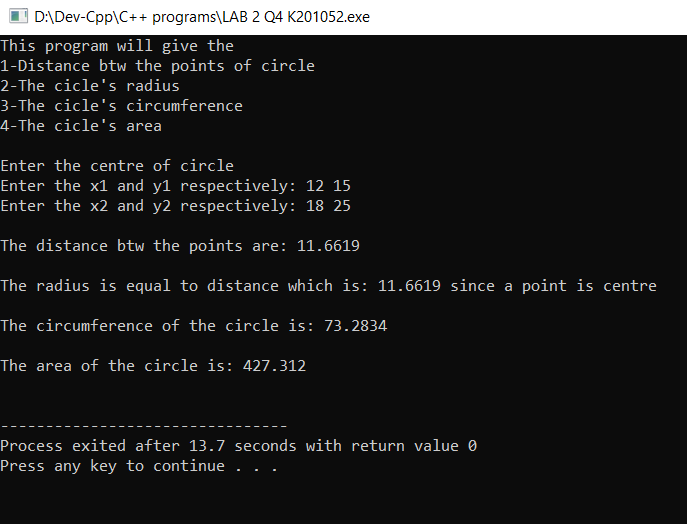 D:\Dev-Cpp\C++ programs\LAB 2 Q4 K201052.exe
This program will give the
1-Distance btw the points of circle
2-The cicle's radius
3-The cicle's circumference
4-The cicle's area
Enter the centre of circle
Enter the x1 and y1 respectively: 12 15
Enter the x2 and y2 respectively: 18 25
The distance btw the points are: 11.6619
The radius is equal to distance which is: 11.6619 since a point is centre
The circumference of the circle is: 73.2834
The area of the circle is: 427.312
--------------------------------
Process exited after 13.7 seconds with return value 0
Press any key to continue . . .